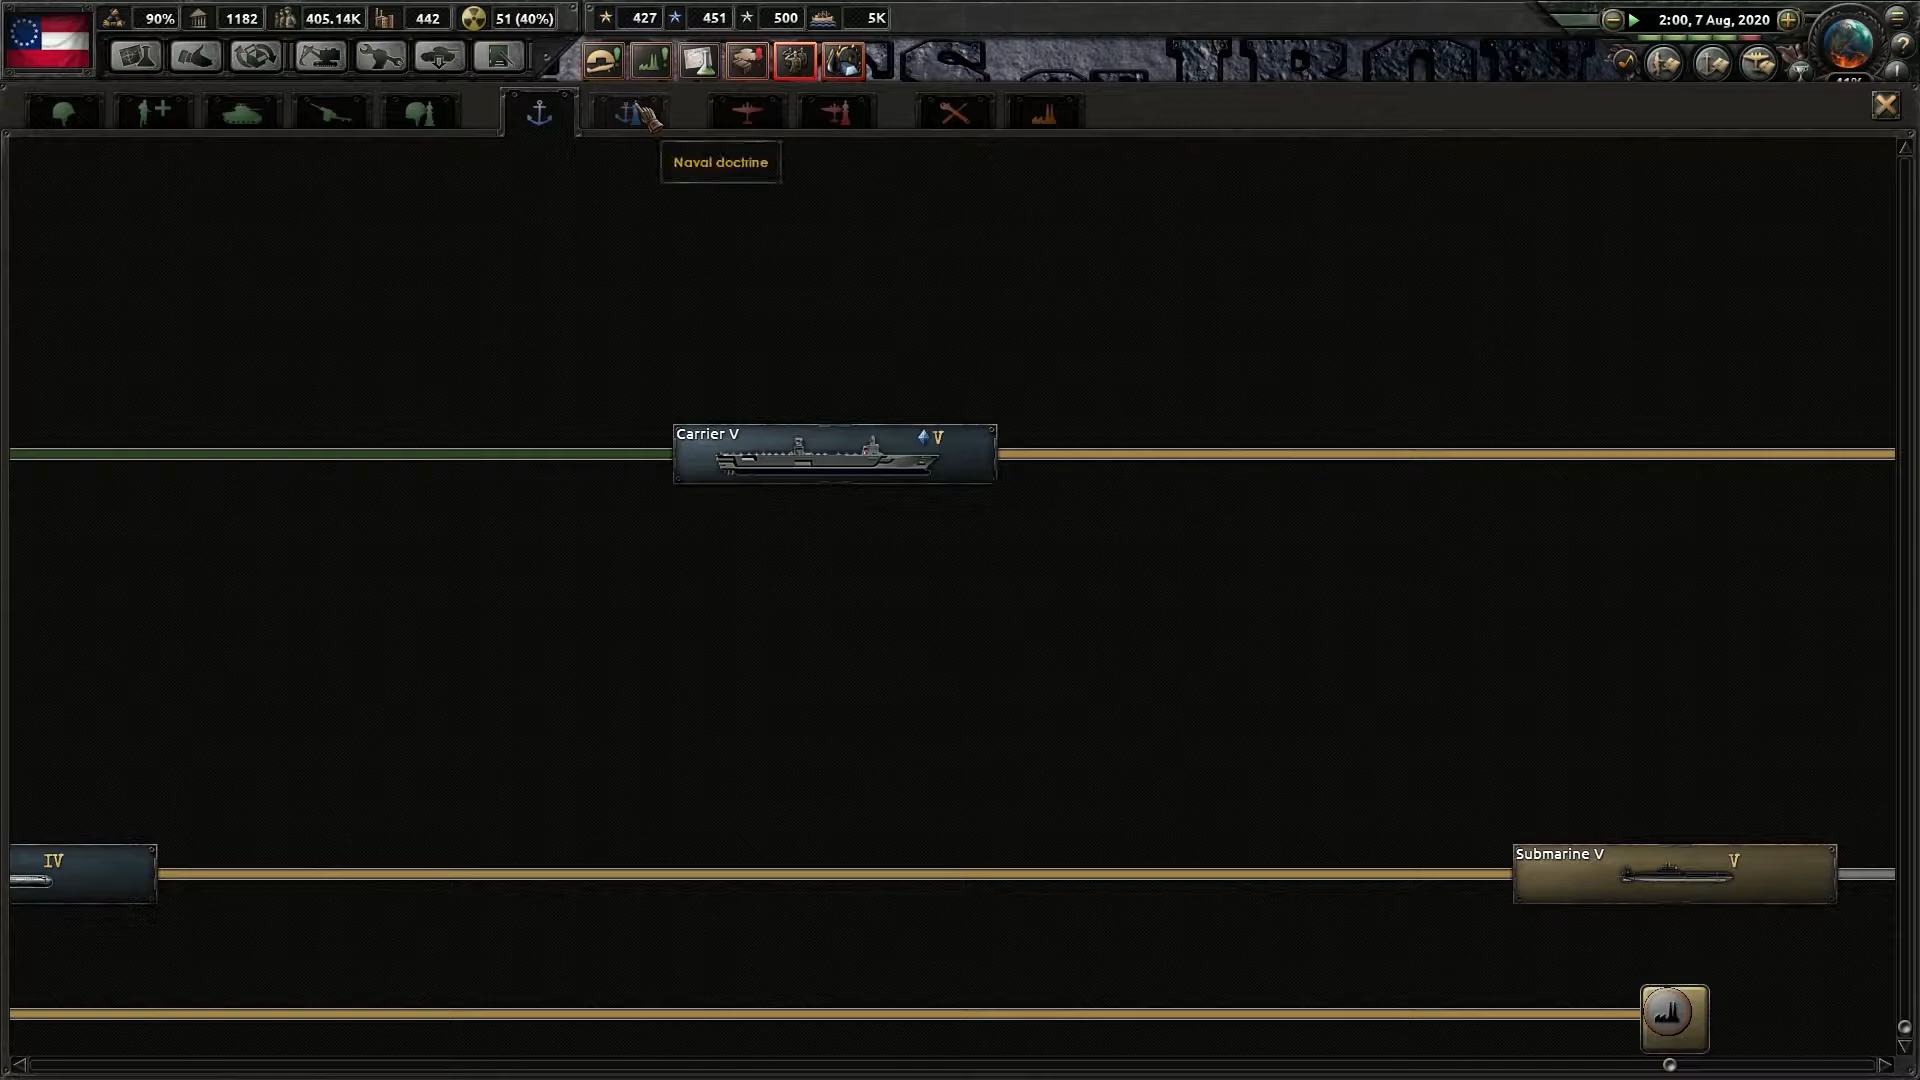 90%
1182
405.14K
442
51 (40%)
427
451
500
5K
2:00, 7 Aug, 2020
Naval doctrine
Carrier V
V
IV
Submarine V
V